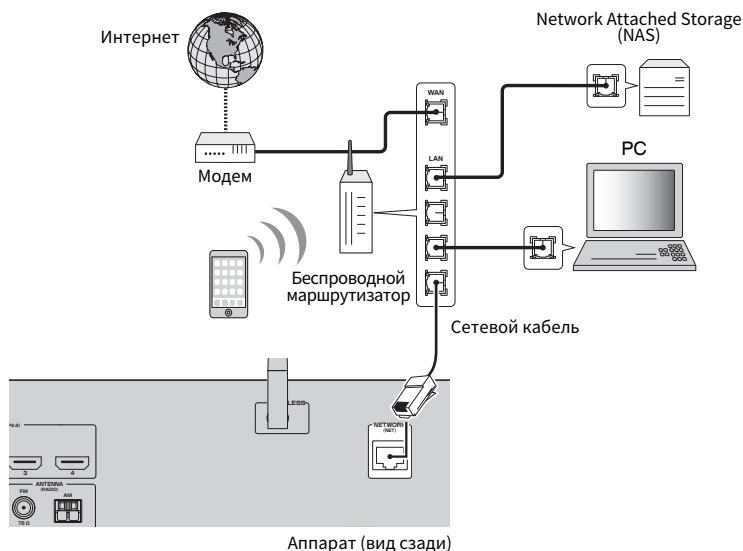 Интернет
Network Attached Storage
(NAS)
WAN
LAN
PC
Модем
Беспроводной
маршрутизатор
Сетевой кабель
NETWORK
(NET)
3
4
ANTENNA
(RADIO)
FM
AM
75 Ω
Аппарат (вид сзади)